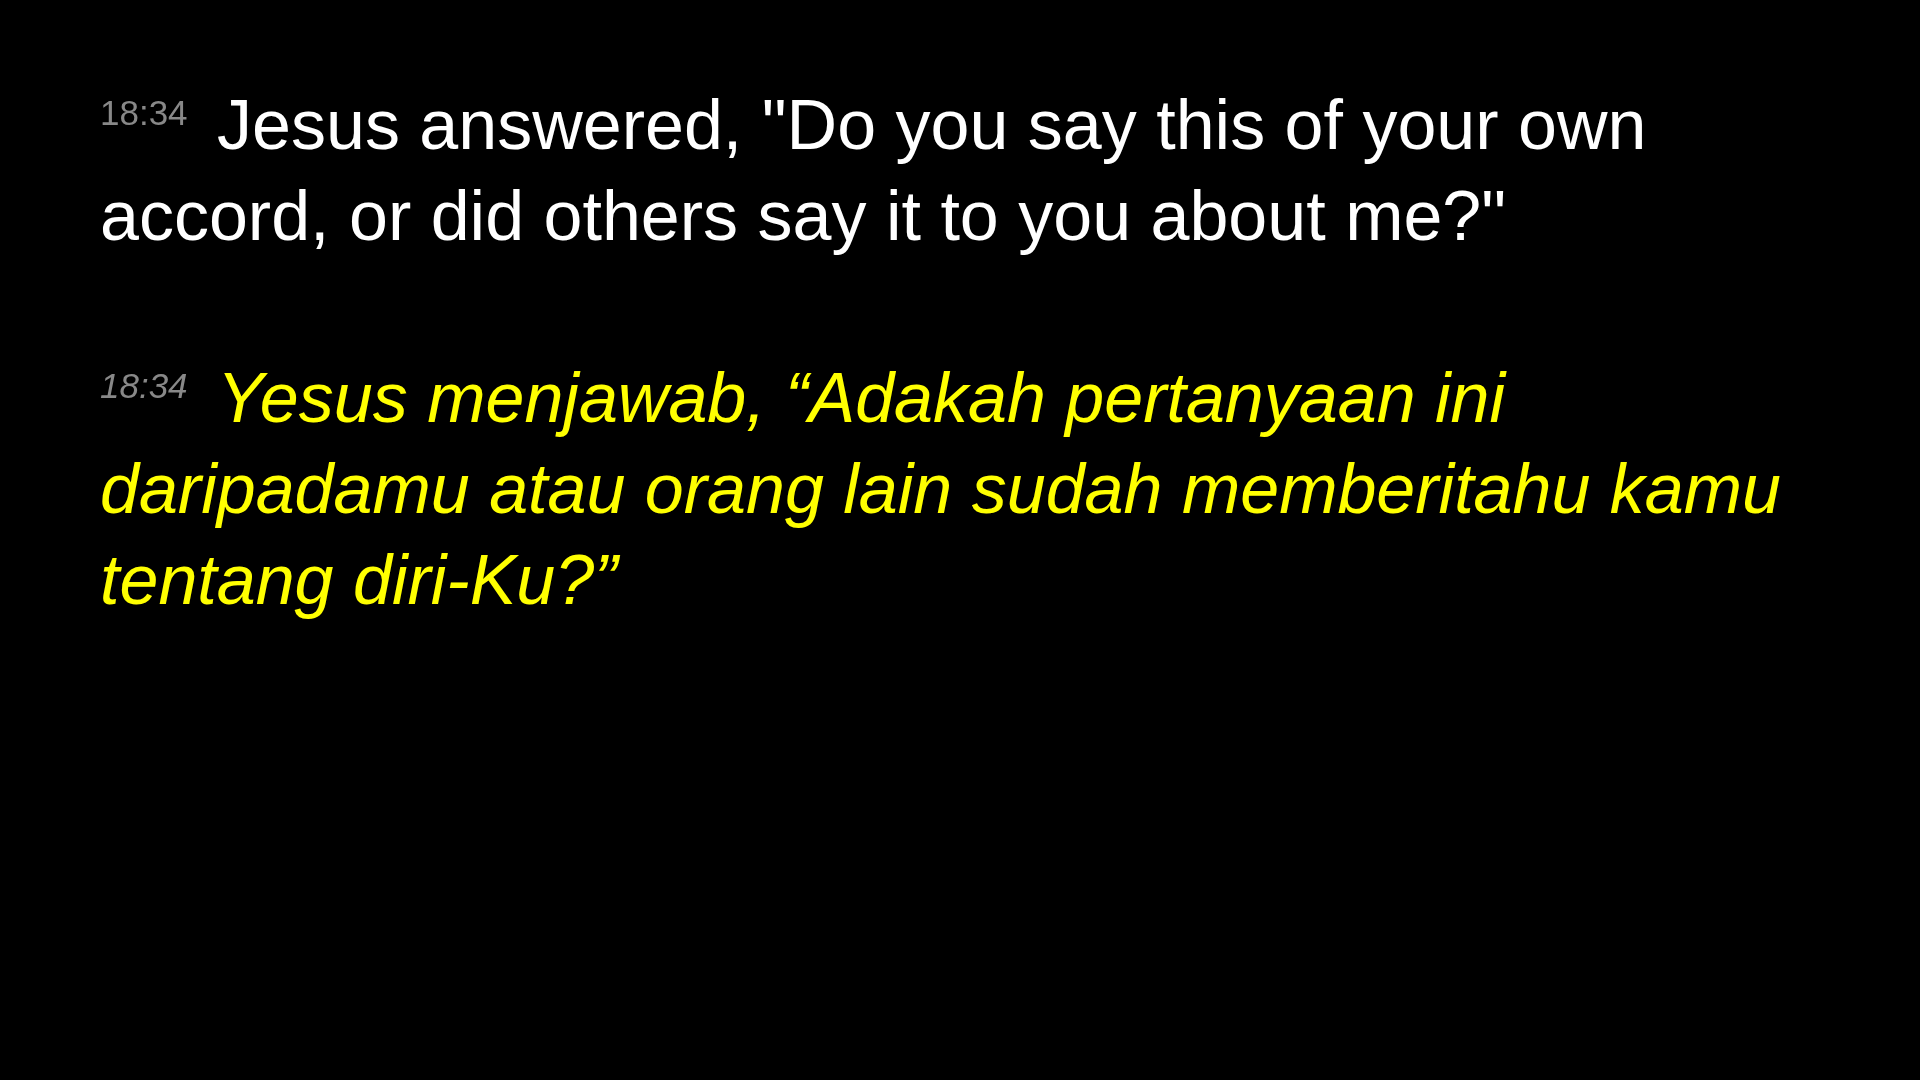 18:34 Jesus answered, "Do you say this of your own
accord, or did others say it to you about me?"
18:34 Yesus menjawab, “Adakah pertanyaan ini
daripadamu atau orang lain sudah memberitahu kamu
tentang diri-Ku?”